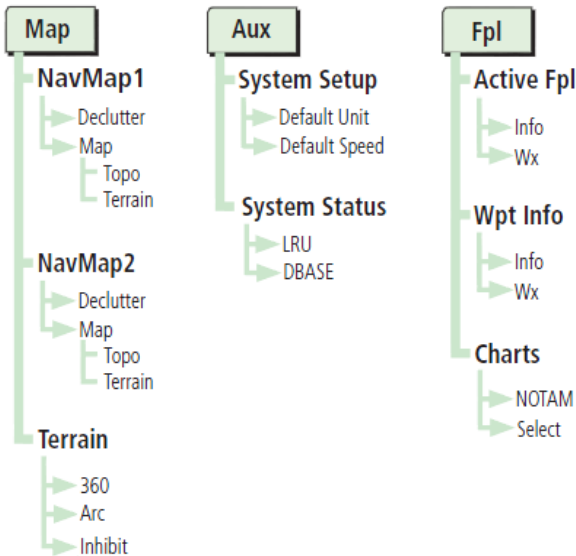 Map
NavMap1
Declutter
Map
Topo
Terrain
NavMap2
Declutter
Map
Topo
Terrain
Terrain
360
Arc
Inhibit
Aux
System Setup
Default Unit
Default Speed
System Status
LRU
DBASE
Fpl
Active Fpl
Info
Wx
Wpt Info
Info
Wx
Charts
NOTAM
Select